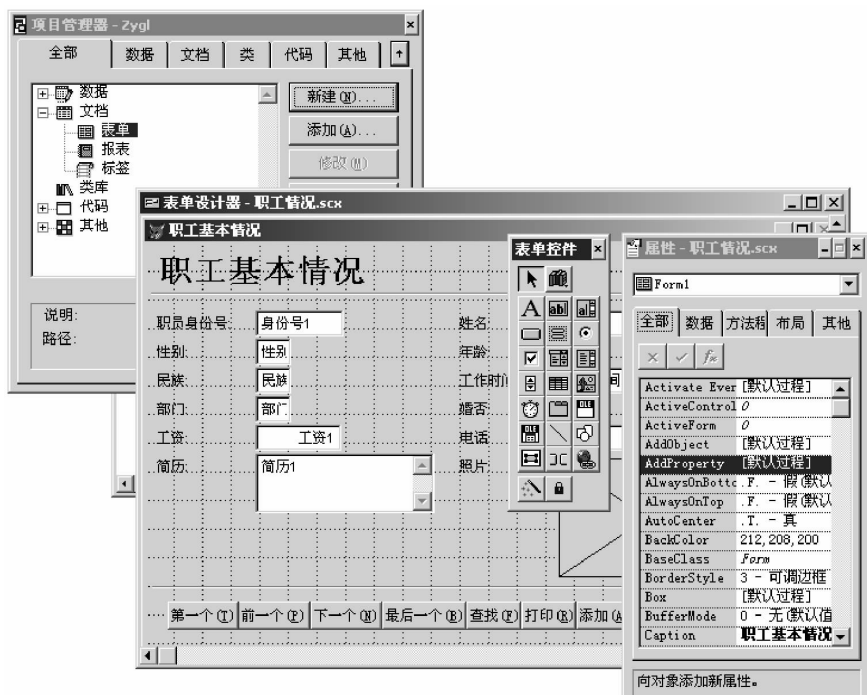 项目管理器 - Zygl
全部 数据 文档 类 代码 其他
数据
文档
表单
报表
标签
类库
代码
其他
新建(N)...
添加(A)...
修改(M)
说明:
路径:
表单设计器 - 职工情况.scx
职工基本情况
职工基本情况
职员身份号: 身份号1 姓名:
性别: 性别 年龄:
民族: 民族 工作时间 间
部门: 部门 婚否:
工资: 工资1 电话:
简历: 简历1 照片:
第一个(T) 前一个(P) 下一个(N) 最后一个(B) 查找(F) 打印(R) 添加(A
表单控件
属性 - 职工情况.scx
Form1
全部 数据 方法程 布局 其他
Activate Ever [默认过程]
ActiveControl 0
ActiveForm 0
AddObject [默认过程]
AddProperty [默认过程]
AlwaysOnBottc .F. - 假(默认
AlwaysOnTop .F. - 假(默认
AutoCenter .T. - 真
BackColor 212,208,200
BaseClass Form
BorderStyle 3 - 可调边框
Box [默认过程]
BufferMode 0 - 无(默认值
Caption 职工基本情况
向对象添加新属性。